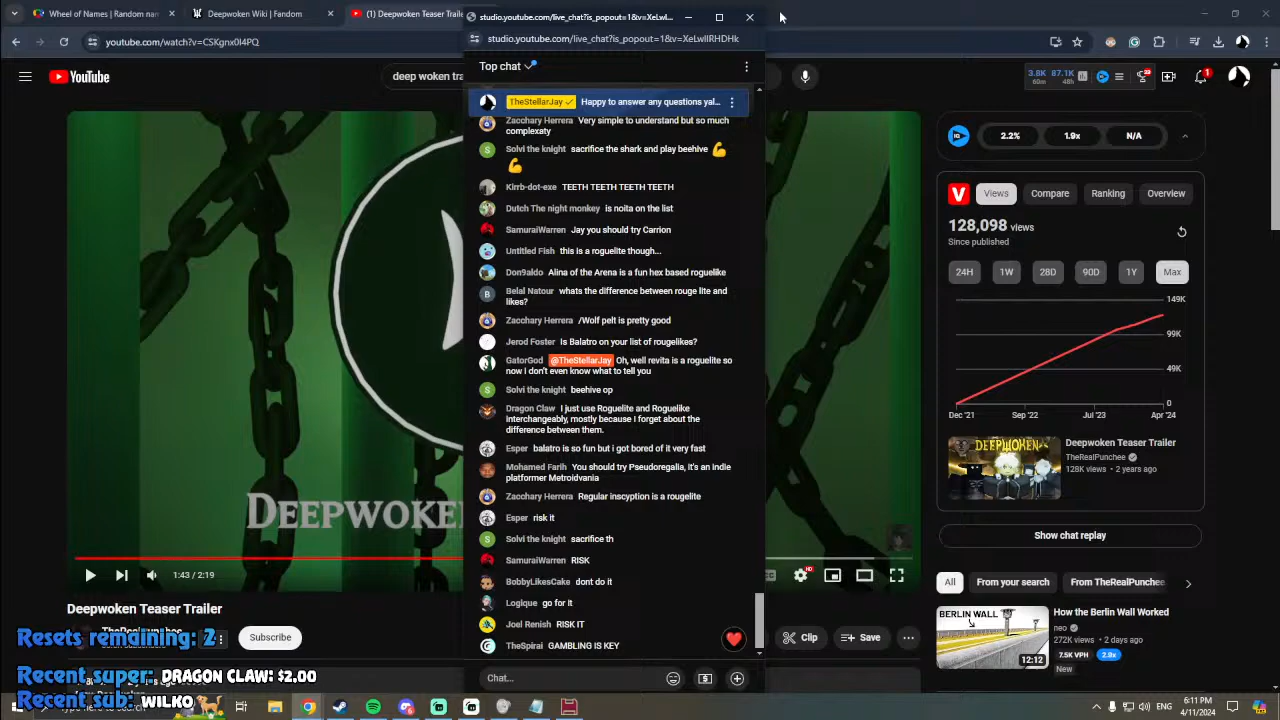 Wheel of Names | Random nam
Deepwoken Wiki | Fandom
(1) Deepwoken Teaser Trailer
studio.youtube.com/live_chat?is_popout=1&v=XeLwlI...
youtube.com/watch?v=CSKgnx0l4PQ
studio.youtube.com/live_chat?is_popout=1&v=XeLwlIRHDHk
YouTube
deep woken tra
3.8K 87.1K
60m 48h
Top chat
TheStellarJay Happy to answer any questions yal...
Zacchary Herrera Very simple to understand but so much
complexaty
Solvi the knight sacrifice the shark and play beehive 💪
💪
Kirrb-dot-exe TEETH TEETH TEETH TEETH
Dutch The night monkey is noita on the list
SamuraiWarren Jay you should try Carrion
Untitled Fish this is a roguelite though...
Don9aldo Alina of the Arena is a fun hex based roguelike
Belal Natour whats the difference between rouge lite and
likes?
Zacchary Herrera /Wolf pelt is pretty good
Jerod Foster Is Balatro on your list of rougelikes?
GatorGod @TheStellarJay Oh, well revita is a roguelite so
now i don't even know what to tell you
Solvi the knight beehive op
Dragon Claw I just use Roguelite and Roguelike
interchangeably, mostly because I forget about the
difference between them.
Esper balatro is so fun but i got bored of it very fast
Mohamed Farih You should try Pseudoregalia, it's an indie
platformer Metroidvania
Zacchary Herrera Regular inscyption is a rougelite
Esper risk it
Solvi the knight sacrifice th
SamuraiWarren RISK
BobbyLikesCake dont do it
Logique go for it
Joel Renish RISK IT
TheSpirai GAMBLING IS KEY
Chat...
DEEPWOKEN
1:43 / 2:19
Deepwoken Teaser Trailer
Subscribe
Clip
Save
Resets remaining: 2
Recent super: DRAGON CLAW: $2.00
Recent sub: WILKO
2.2% 1.9x N/A
Views Compare Ranking Overview
128,098 views
Since published
24H 1W 28D 90D 1Y Max
149K
99K
49K
0
Dec '21 Sep '22 Jul '23 Apr '24
DEEPWOKEN
Deepwoken Teaser Trailer
TheRealPunchee
128K views • 2 years ago
Show chat replay
All From your search From TheRealPunchee
BERLIN WALL
12:12
How the Berlin Wall Worked
neo
272K views • 2 days ago
7.5K VPH 2.9x
New
6:11 PM
4/11/2024
ENG